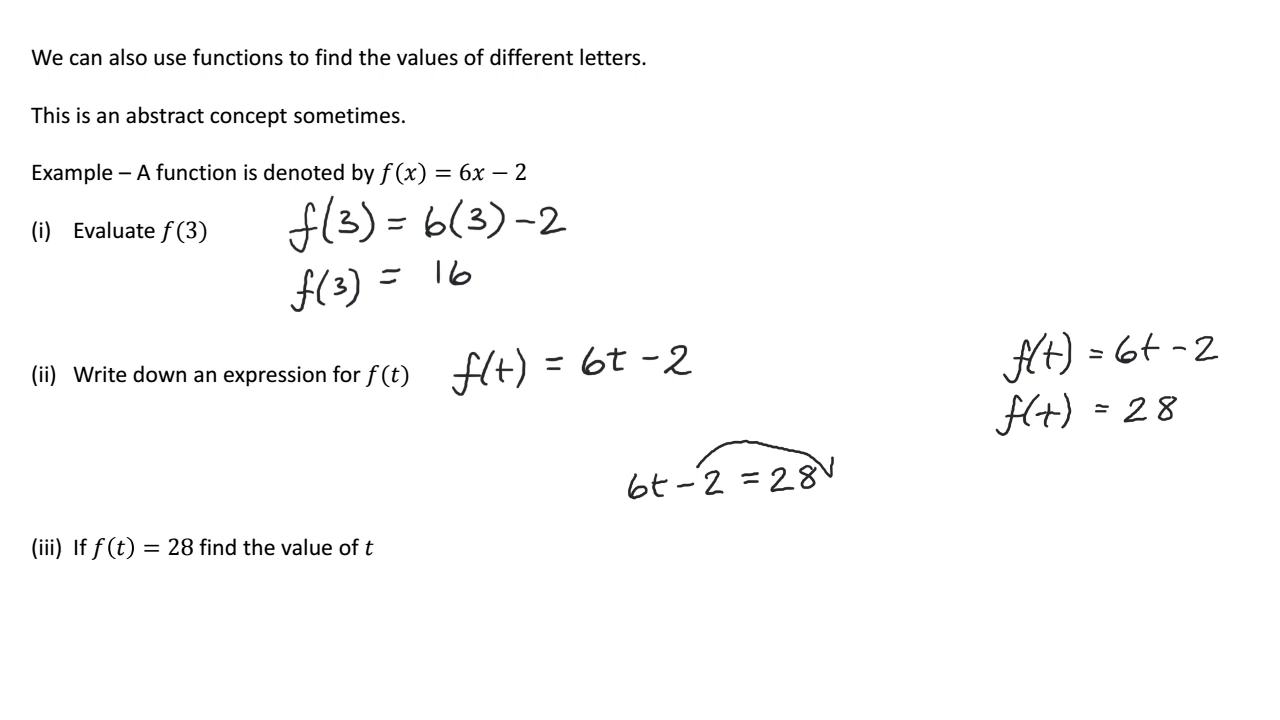 We can also use functions to find the values of different letters.
This is an abstract concept sometimes.
Example – A function is denoted by f(x) = 6x − 2
(i) Evaluate f(3)
f(3) = 6(3) - 2
f(3) = 16
(ii) Write down an expression for f(t)
f(t) = 6t - 2
f(t) = 6t - 2
f(t) = 28
6t - 2 = 28
(iii) If f(t) = 28 find the value of t